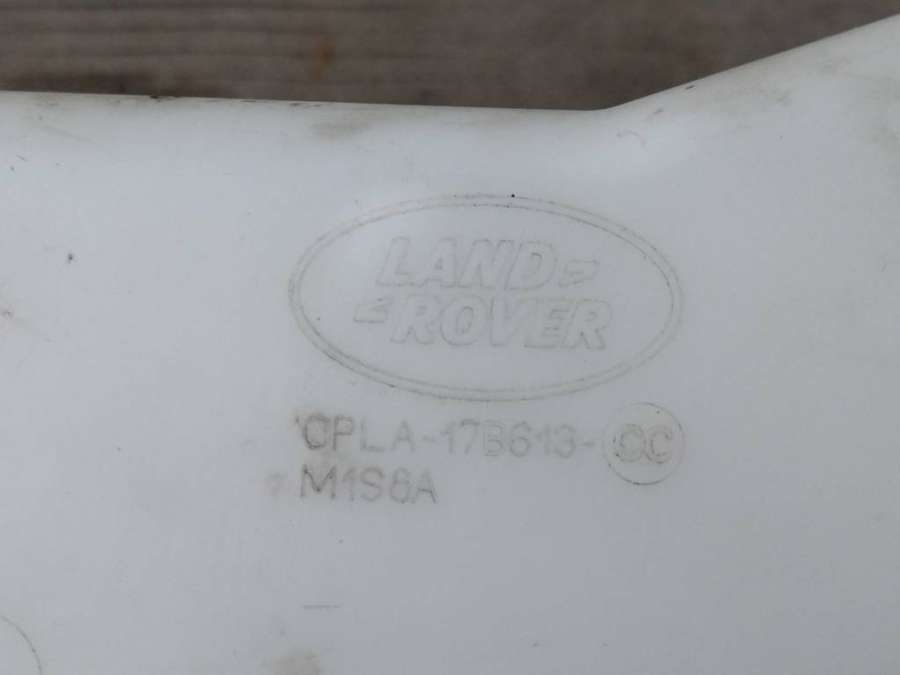 LAND
ROVER
CPLA-17B613-CC
M1S8A